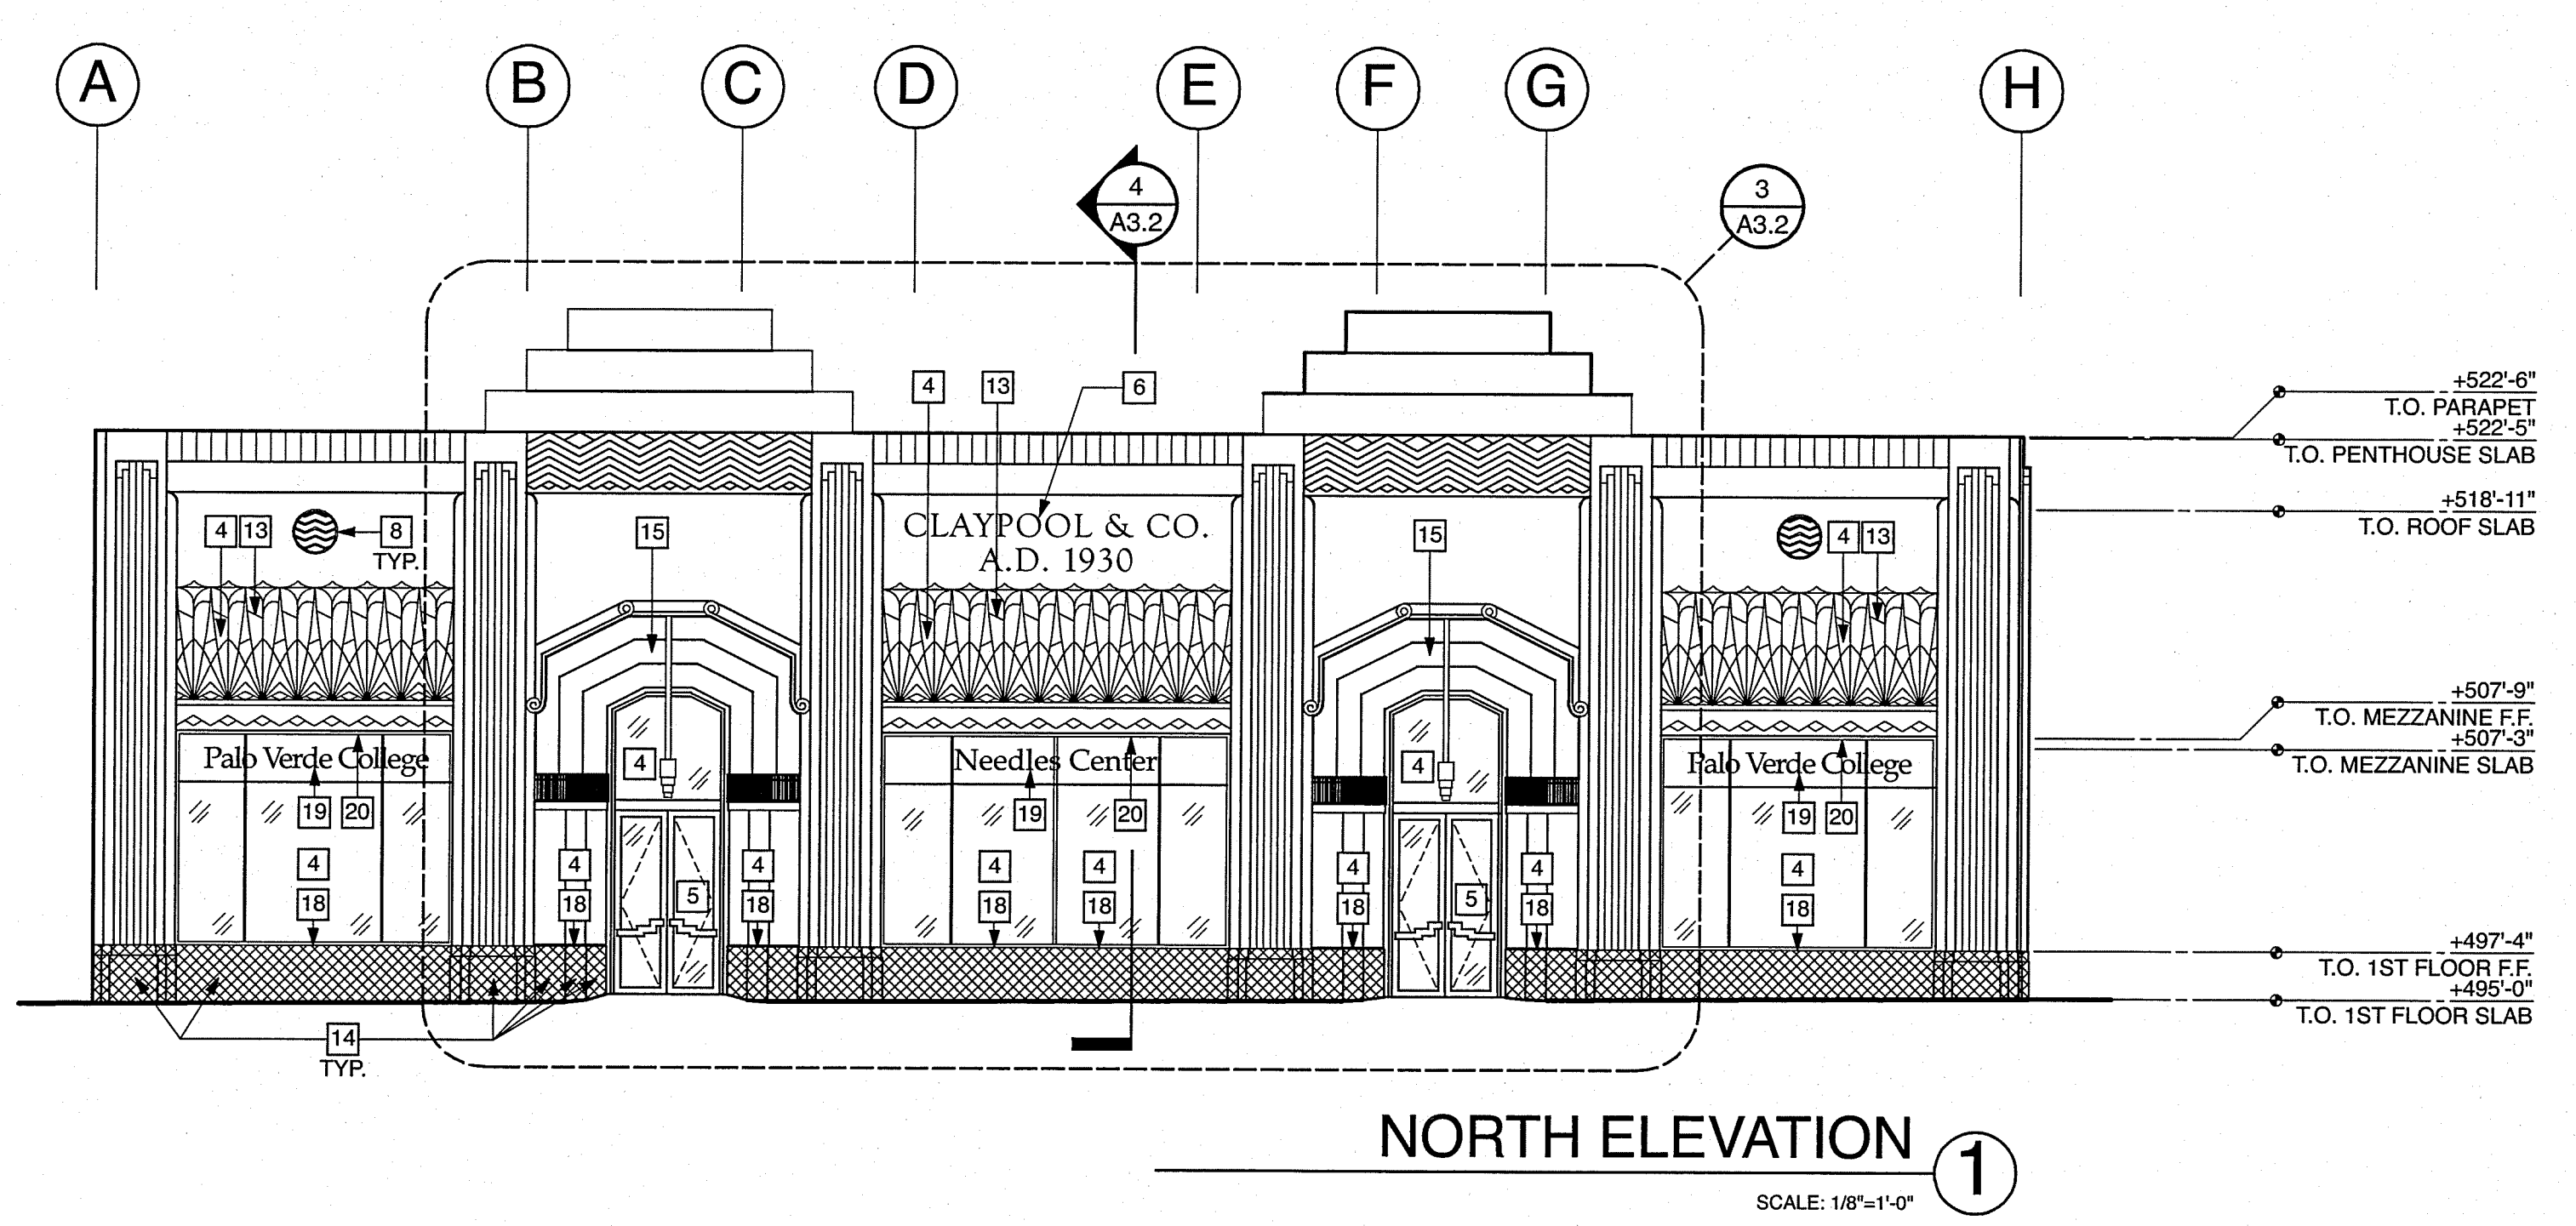 A B C D E F G H
4
A3.2
3
A3.2
4 13 6
+522'-6"
T.O. PARAPET
+522'-5"
T.O. PENTHOUSE SLAB
+518'-11"
T.O. ROOF SLAB
4 13 8
TYP.
15
CLAYPOOL & CO.
A.D. 1930
15
4 13
+507'-9"
T.O. MEZZANINE F.F.
+507'-3"
T.O. MEZZANINE SLAB
Palo Verde College
4
Needles Center
4
Palo Verde College
19 20
19 20
19 20
4
18
4
18
5
4
18
4
18
4
18
4
18
5
4
18
4
18
+497'-4"
T.O. 1ST FLOOR F.F.
+495'-0"
T.O. 1ST FLOOR SLAB
14
TYP.
NORTH ELEVATION 1
SCALE: 1/8"=1'-0"